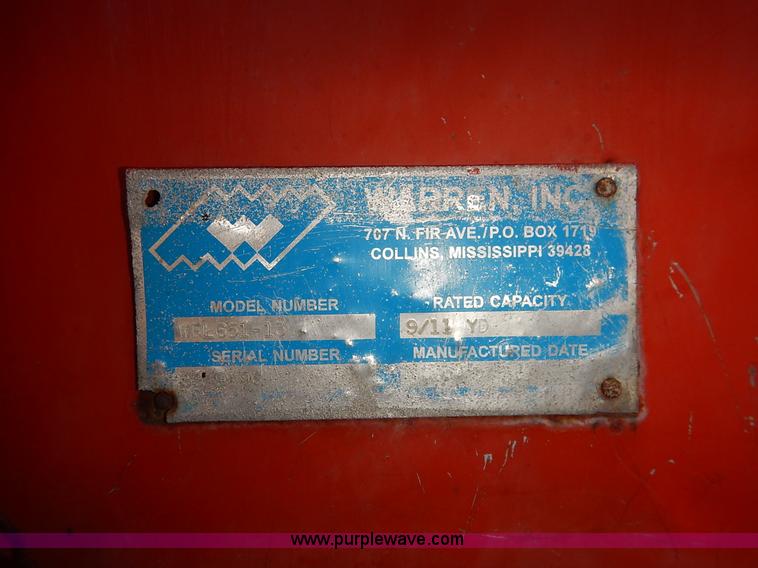 WARREN, INC.
707 N. FIR AVE./P.O. BOX 1719
COLLINS, MISSISSIPPI 39428
MODEL NUMBER
RATED CAPACITY
9/11 YD
SERIAL NUMBER
MANUFACTURED DATE
www.purplewave.com